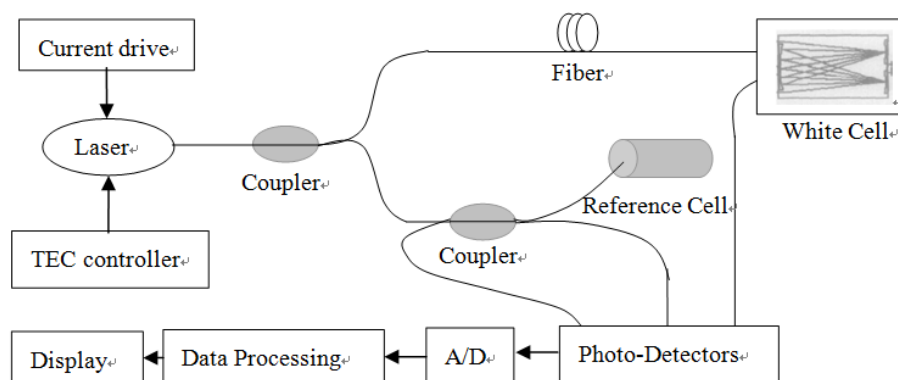 Current drive
Fiber
White Cell
Laser
Coupler
Reference Cell
TEC controller
Coupler
Display
Data Processing
A/D
Photo-Detectors